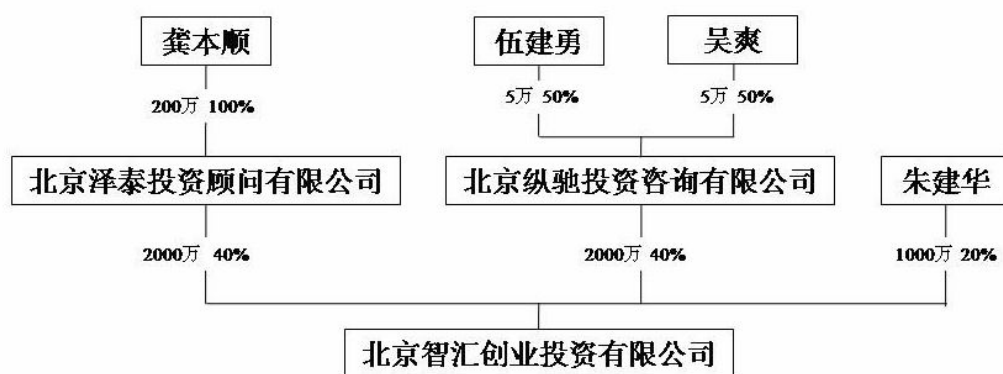 龚本顺
伍建勇
吴爽
200万 100%
5万 50%
5万 50%
北京泽泰投资顾问有限公司
北京纵驰投资咨询有限公司
朱建华
2000万 40%
2000万 40%
1000万 20%
北京智汇创业投资有限公司